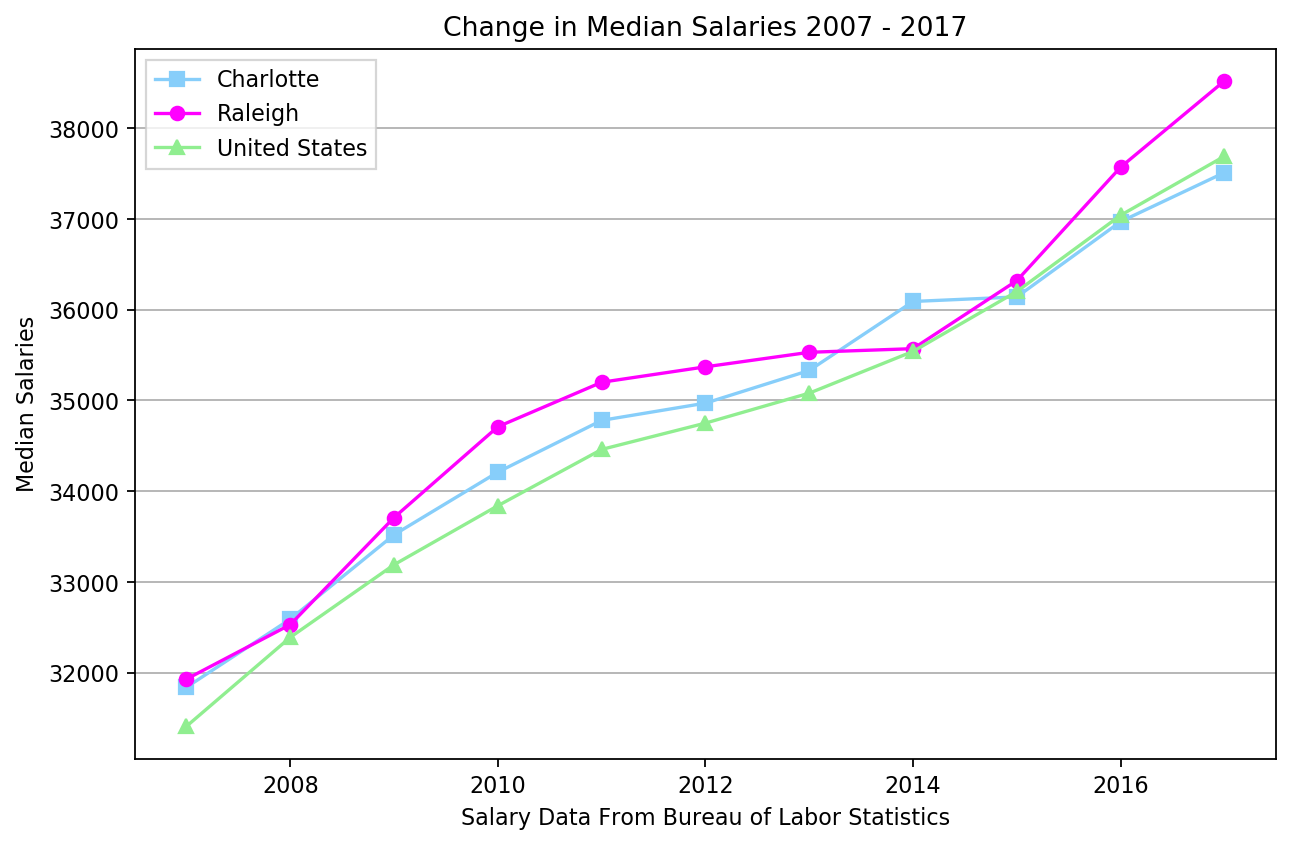 Change in Median Salaries 2007 - 2017
Charlotte
Raleigh
United States
Median Salaries
38000
37000
36000
35000
34000
33000
32000
2008 2010 2012 2014 2016
Salary Data From Bureau of Labor Statistics